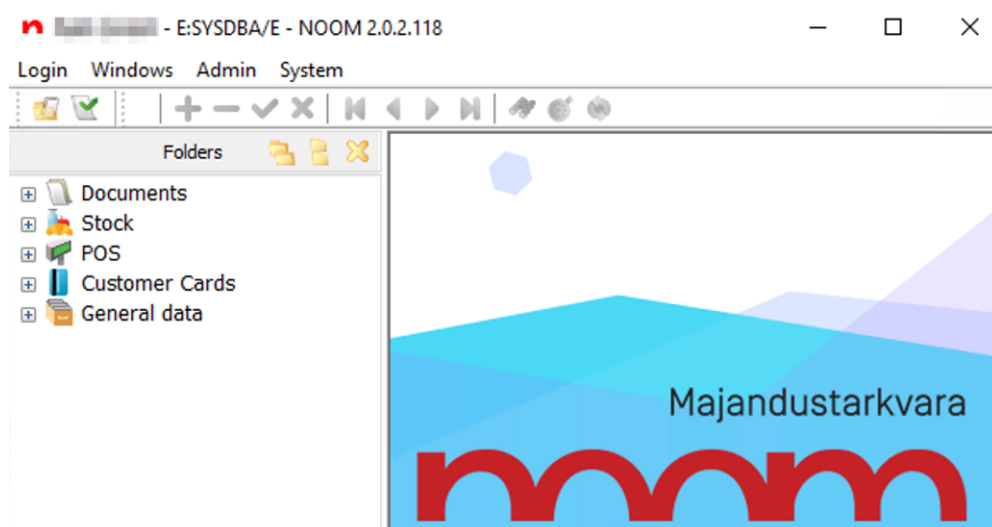 - E:SYSDBA/E - NOOM 2.0.2.118
Login Windows Admin System
Folders
Documents
Stock
POS
Customer Cards
General data
Majandustarkvara
noom